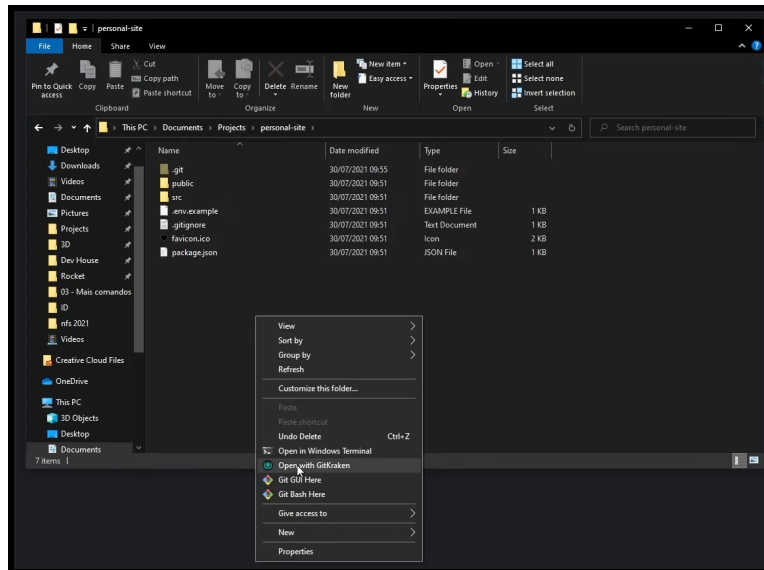 personal-site
File Home Share View
Pin to Quick access
Copy
Paste
Cut
Copy path
Paste shortcut
Clipboard
Move to
Copy to
Delete
Rename
Organize
New folder
New item
Easy access
New
Properties
Open
Edit
History
Open
Select all
Select none
Invert selection
Select
This PC > Documents > Projects > personal-site >
Search personal-site
Name Date modified Type Size
Desktop
Downloads
Videos
Documents
Pictures
Projects
3D
Dev House
Rocket
03 - Mais comandos
ID
nfs 2021
Videos
Creative Cloud Files
OneDrive
This PC
3D Objects
Desktop
Documents
.git 30/07/2021 09:55 File folder
public 30/07/2021 09:51 File folder
src 30/07/2021 09:51 File folder
.env.example 30/07/2021 09:51 EXAMPLE File 1 KB
.gitignore 30/07/2021 09:51 Text Document 1 KB
favicon.ico 30/07/2021 09:51 Icon 2 KB
package.json 30/07/2021 09:51 JSON File 1 KB
View
Sort by
Group by
Refresh
Customize this folder...
Paste
Paste shortcut
Undo Delete Ctrl+Z
Open in Windows Terminal
Open with GitKraken
Git GUI Here
Git Bash Here
Give access to
New
Properties
7 items